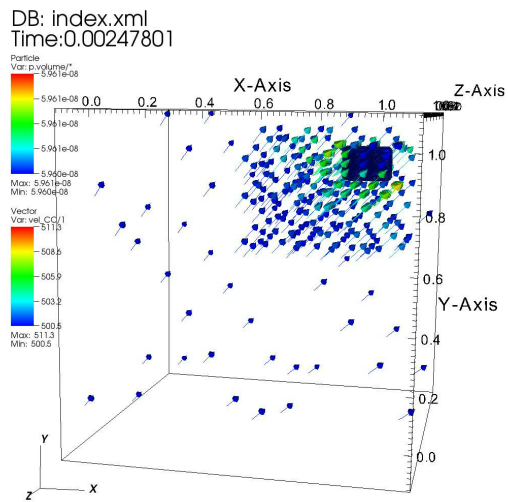 DB: index.xml
Time:0.00247801
Particle
Var: p.volume/*
5.961e-08
5.961e-08
5.961e-08
5.960e-08
Max: 5.961e-08
Min: 5.960e-08
Vector
Var: vel_CC/1
511.3
508.6
505.9
503.2
500.5
Max: 511.3
Min: 500.5
X-Axis
0.0 0.2 0.4 0.6 0.8 1.0
Z-Axis
1.0
0.8
0.6
Y-Axis
0.4
0.2
0.0
Y
X
Z